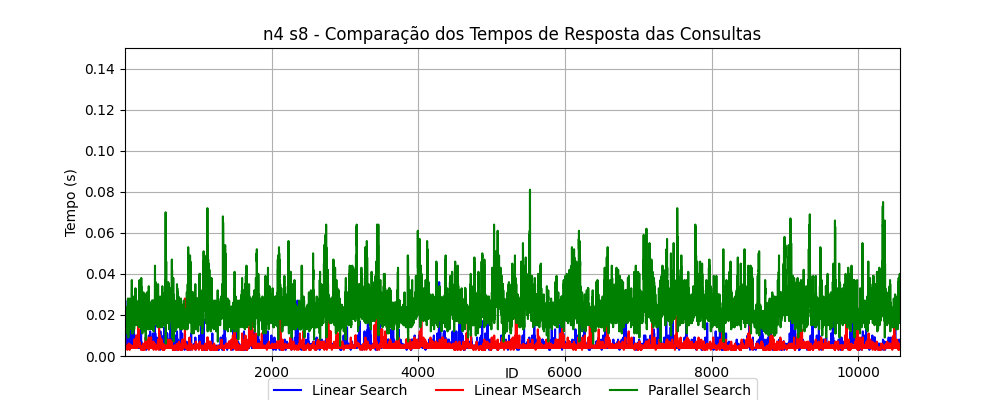 n4 s8 - Comparação dos Tempos de Resposta das Consultas
Tempo (s)
0.14
0.12
0.10
0.08
0.06
0.04
0.02
0.00
2000 4000 6000 8000 10000
ID
Linear Search Linear MSearch Parallel Search